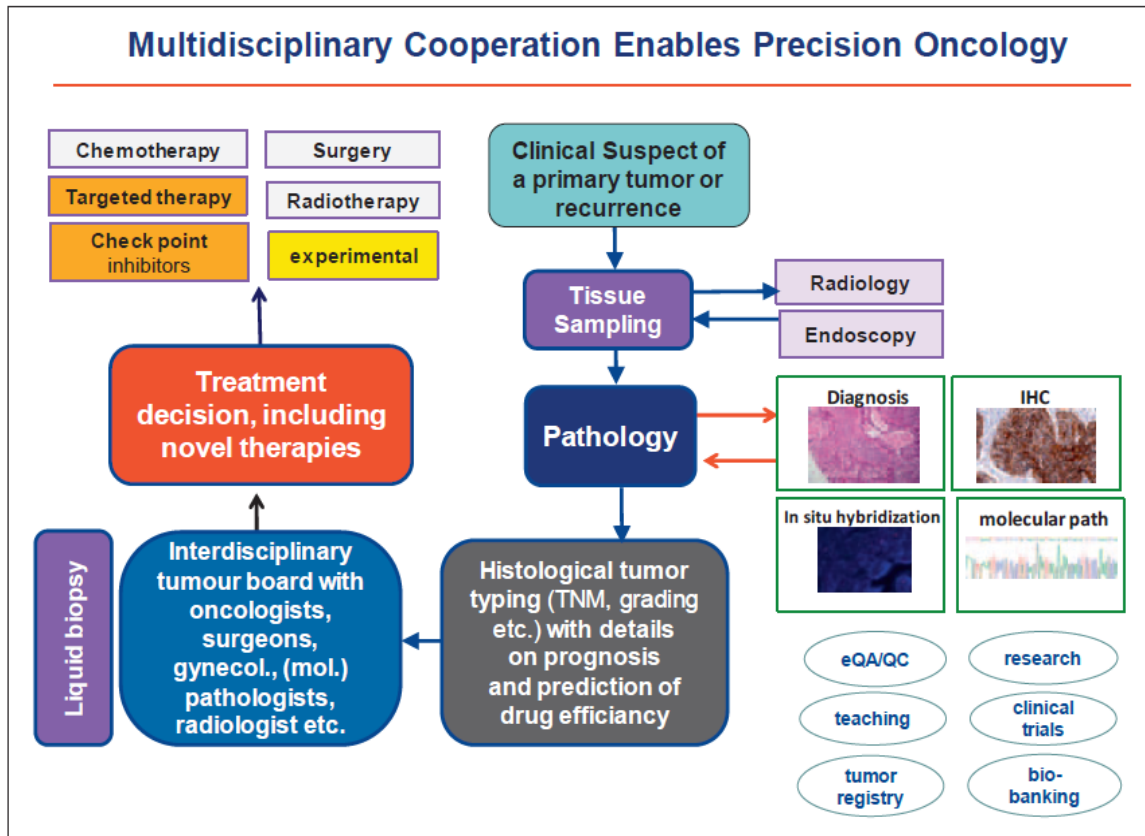 Multidisciplinary Cooperation Enables Precision Oncology
Chemotherapy
Surgery
Targeted therapy
Radiotherapy
Check point
inhibitors
experimental
Clinical Suspect of
a primary tumor or
recurrence
Tissue
Sampling
Radiology
Endoscopy
Treatment
decision, including
novel therapies
Pathology
Diagnosis
IHC
In situ hybridization
molecular path
Liquid biopsy
Interdisciplinary
tumour board with
oncologists,
surgeons,
gynecol., (mol.)
pathologists,
radiologist etc.
Histological tumor
typing (TNM, grading
etc.) with details
on prognosis
and prediction of
drug efficiancy
eQA/QC
research
teaching
clinical
trials
tumor
registry
bio-
banking